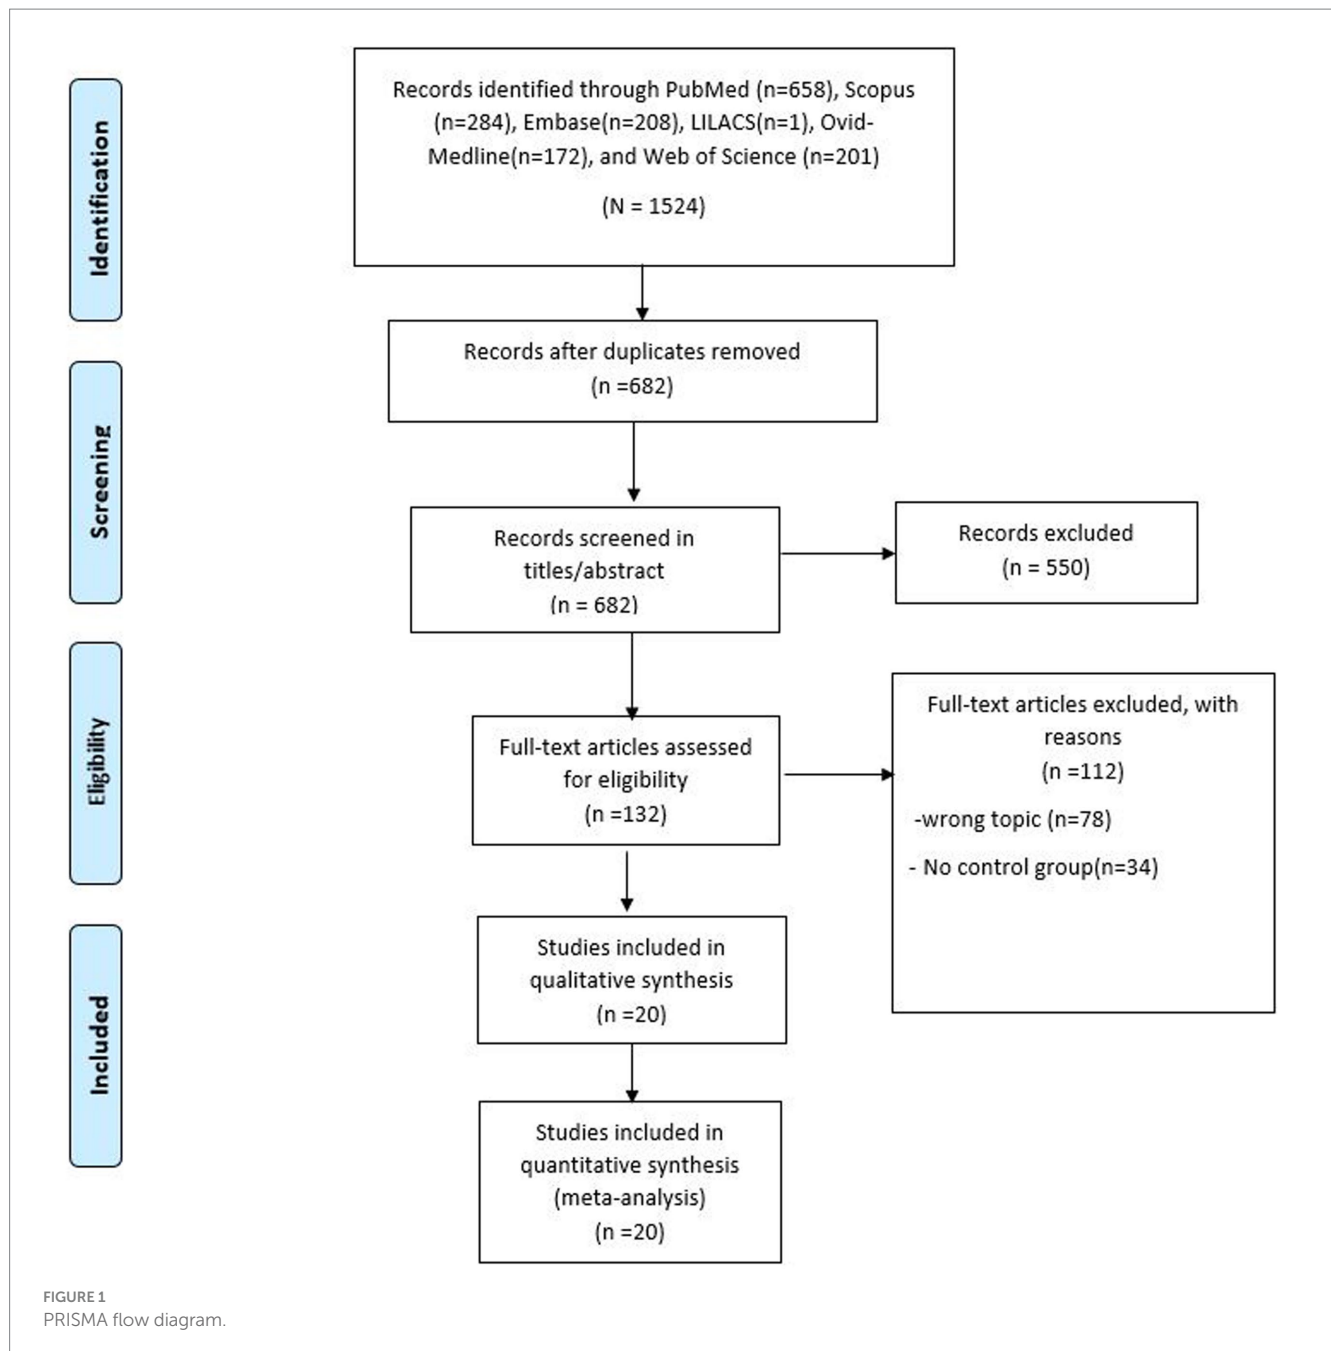 Identification
Records identified through PubMed (n=658), Scopus
(n=284), Embase(n=208), LILACS(n=1), Ovid-
Medline(n=172), and Web of Science (n=201)
(N = 1524)
Records after duplicates removed
(n =682)
Screening
Records screened in
titles/abstract
(n = 682)
Records excluded
(n = 550)
Eligibility
Full-text articles assessed
for eligibility
(n =132)
Full-text articles excluded, with
reasons
(n =112)
-wrong topic (n=78)
- No control group(n=34)
Included
Studies included in
qualitative synthesis
(n =20)
Studies included in
quantitative synthesis
(meta-analysis)
(n =20)
FIGURE 1
PRISMA flow diagram.